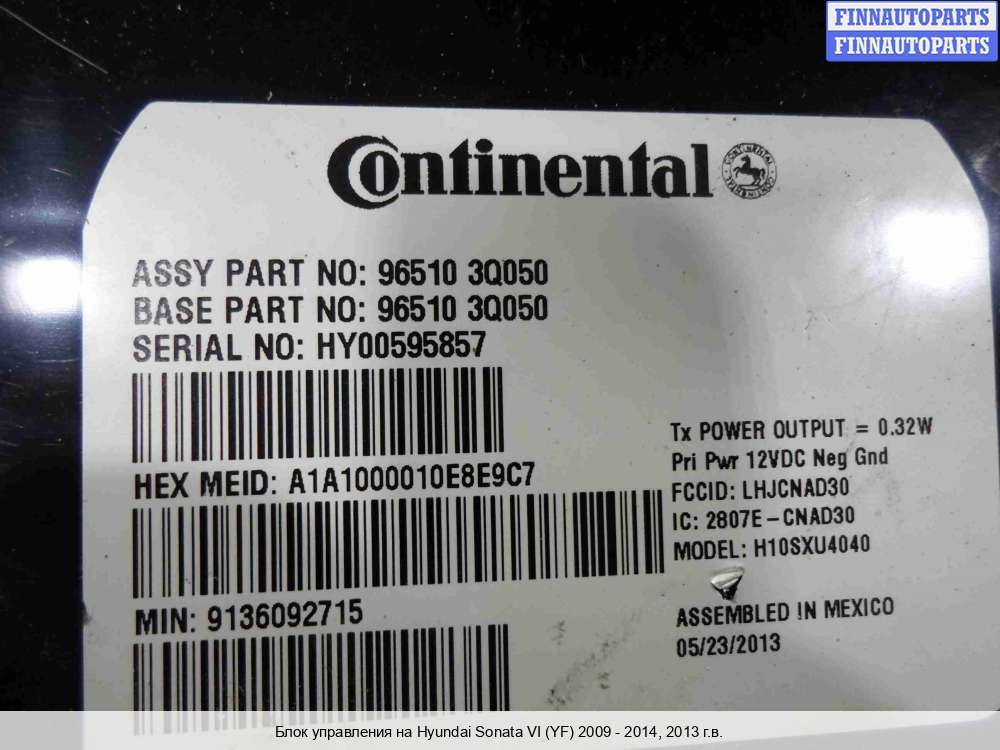 FINNAUTOPARTS
FINNAUTOPARTS
Continental
CONTINENTAL CONTINENTAL
ASSY PART NO: 96510 3Q050
BASE PART NO: 96510 3Q050
SERIAL NO: HY00595857
HEX MEID: A1A1000010E8E9C7
MIN: 9136092715
Tx POWER OUTPUT = 0.32W
Pri Pwr 12VDC Neg Gnd
FCCID: LHJCNAD30
IC: 2807E-CNAD30
MODEL: H10SXU4040
ASSEMBLED IN MEXICO
05/23/2013
Блок управления на Hyundai Sonata VI (YF) 2009 - 2014, 2013 г.в.